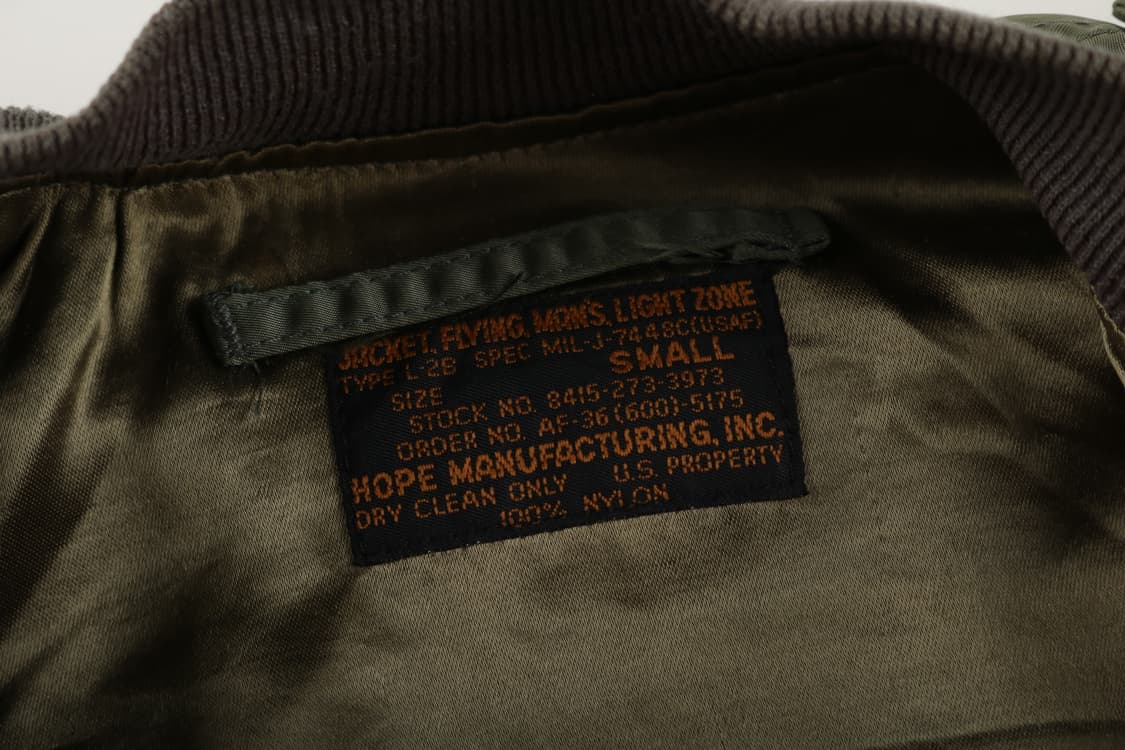 JACKET, FLYING, MAN'S, LIGHT ZONE
TYPE L-2B SPEC MIL-J-7448C(USAF)
SIZE SMALL
STOCK NO. 8415-273-3973
ORDER NO. AF-36(600)-5175
HOPE MANUFACTURING, INC.
DRY CLEAN ONLY U.S. PROPERTY
100% NYLON